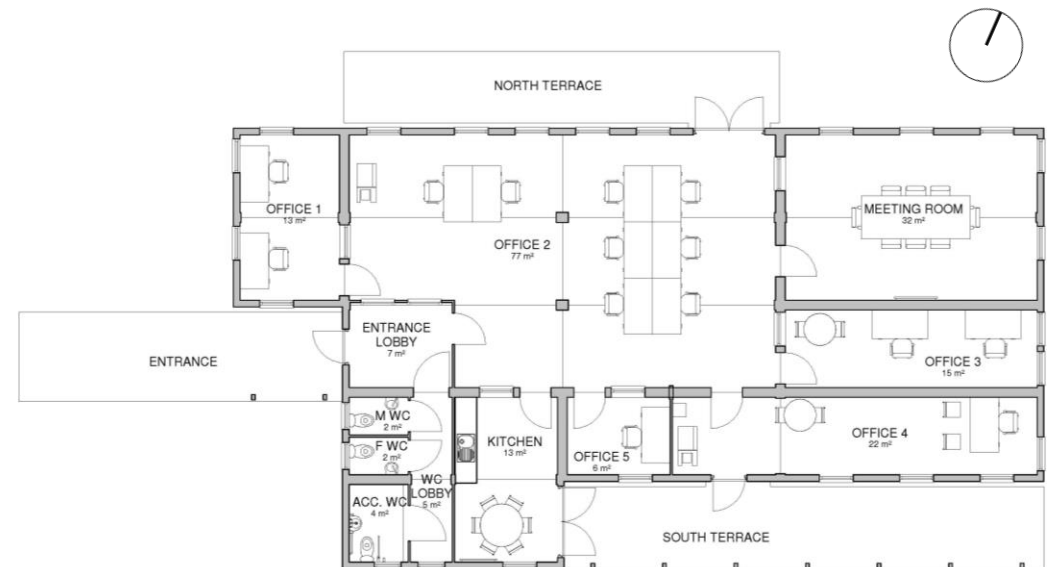 NORTH TERRACE
OFFICE 1
13 m²
OFFICE 2
77 m²
MEETING ROOM
32 m²
ENTRANCE
LOBBY
7 m²
ENTRANCE
OFFICE 3
15 m²
M WC
2 m²
F WC
2 m²
KITCHEN
13 m²
OFFICE 5
6 m²
OFFICE 4
22 m²
WC
LOBBY
5 m²
ACC. WC
4 m²
SOUTH TERRACE